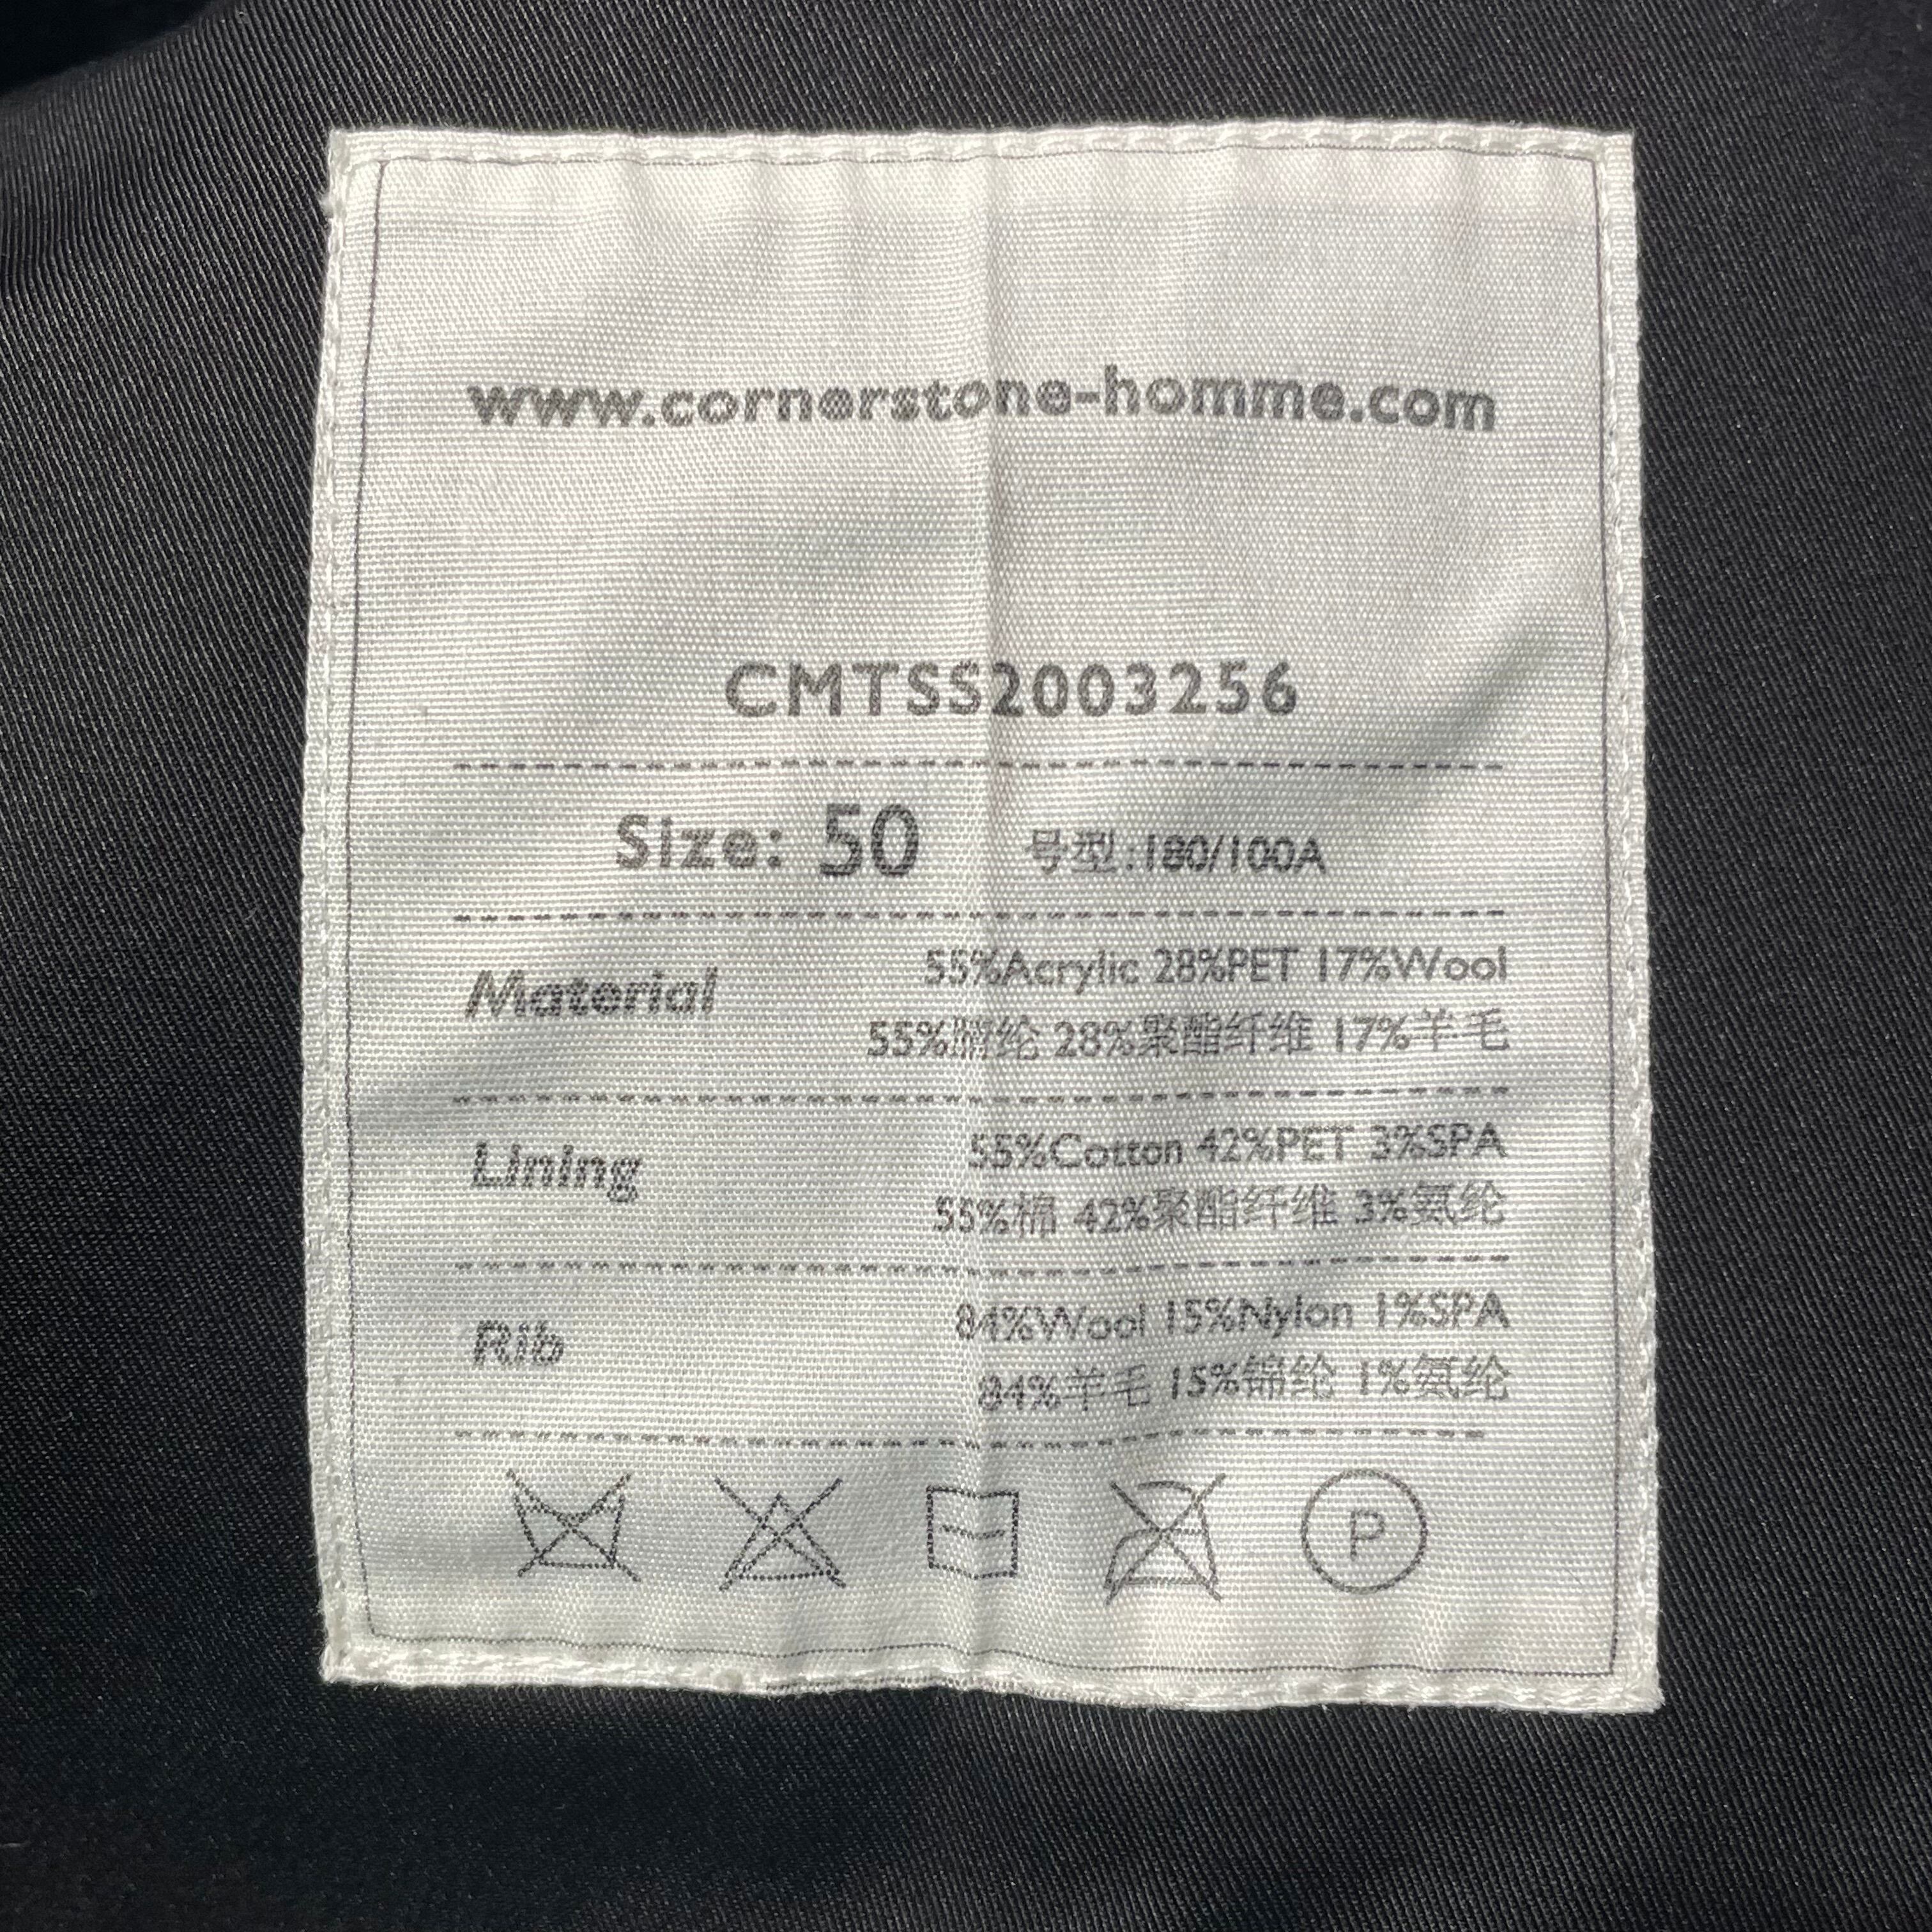 www.cornerstone-homme.com
CMTSS2003256
Size: 50 号型:180/100A
Material 55%Acrylic 28%PET 17%Wool
55%腈纶 28%聚酯纤维 17%羊毛
Lining 55%Cotton 42%PET 3%SPA
55%棉 42%聚酯纤维 3%氨纶
Rib 84%Wool 15%Nylon 1%SPA
84%羊毛 15%锦纶 1%氨纶
P